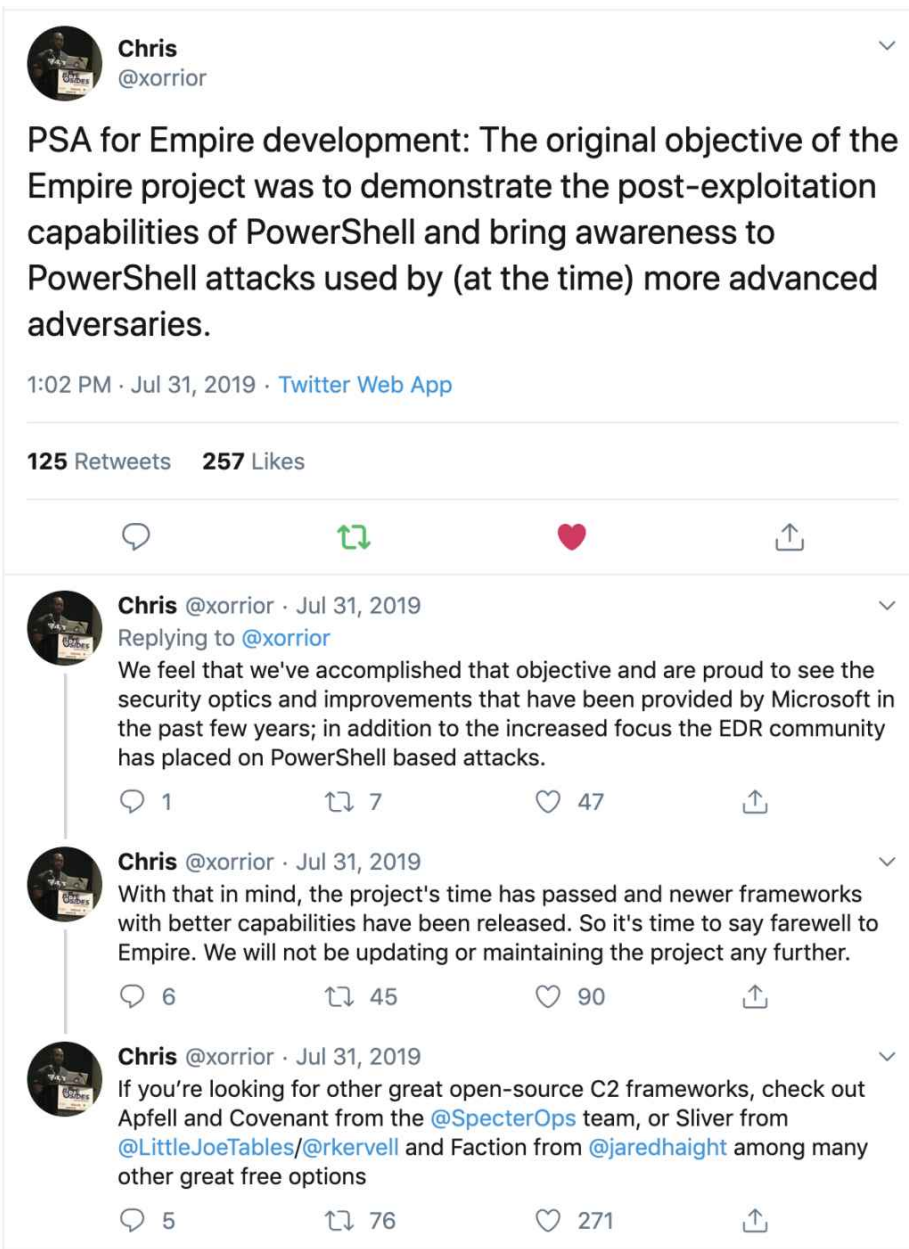 Chris
@xorrior
PSA for Empire development: The original objective of the
Empire project was to demonstrate the post-exploitation
capabilities of PowerShell and bring awareness to
PowerShell attacks used by (at the time) more advanced
adversaries.
1:02 PM · Jul 31, 2019 · Twitter Web App
125 Retweets 257 Likes
Chris @xorrior · Jul 31, 2019
Replying to @xorrior
We feel that we've accomplished that objective and are proud to see the
security optics and improvements that have been provided by Microsoft in
the past few years; in addition to the increased focus the EDR community
has placed on PowerShell based attacks.
1 7 47
Chris @xorrior · Jul 31, 2019
With that in mind, the project's time has passed and newer frameworks
with better capabilities have been released. So it's time to say farewell to
Empire. We will not be updating or maintaining the project any further.
6 45 90
Chris @xorrior · Jul 31, 2019
If you’re looking for other great open-source C2 frameworks, check out
Apfell and Covenant from the @SpecterOps team, or Sliver from
@LittleJoeTables/@rkervell and Faction from @jaredhaight among many
other great free options
5 76 271